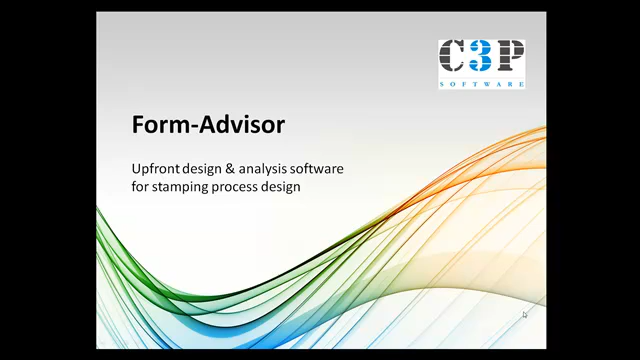 C3P
SOFTWARE
Form-Advisor
Upfront design & analysis software
for stamping process design